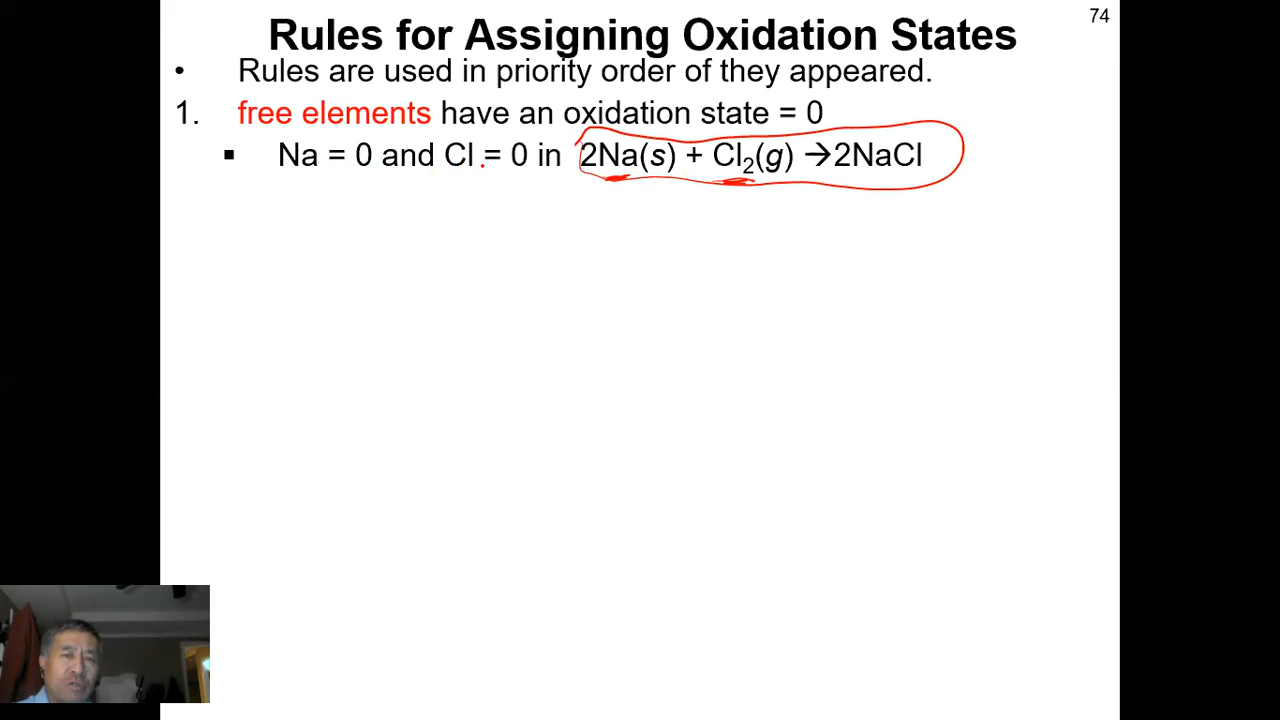 74
Rules for Assigning Oxidation States
• Rules are used in priority order of they appeared.
1. free elements have an oxidation state = 0
▪ Na = 0 and Cl = 0 in 2Na(s) + Cl₂(g) →2NaCl